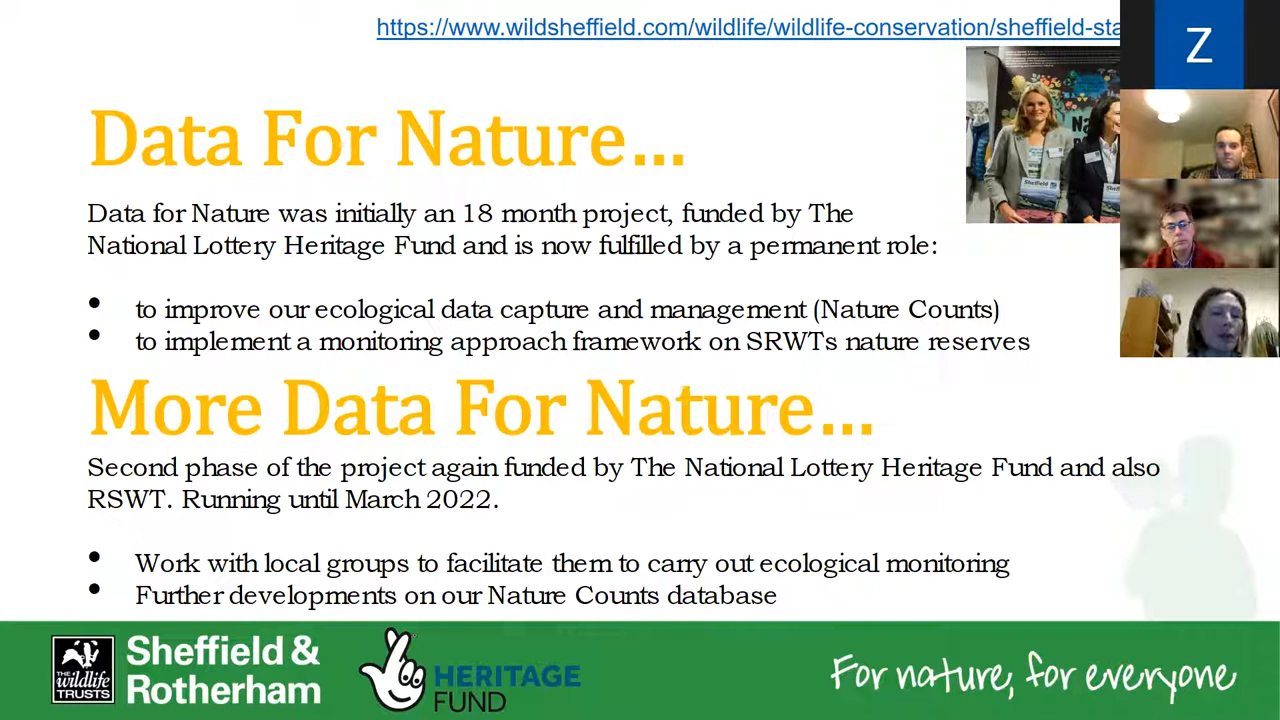 https://www.wildsheffield.com/wildlife/wildlife-conservation/sheffield-sta
Z
Data For Nature...
Data for Nature was initially an 18 month project, funded by The
National Lottery Heritage Fund and is now fulfilled by a permanent role:
• to improve our ecological data capture and management (Nature Counts)
• to implement a monitoring approach framework on SRWTs nature reserves
More Data For Nature...
Second phase of the project again funded by The National Lottery Heritage Fund and also
RSWT. Running until March 2022.
• Work with local groups to facilitate them to carry out ecological monitoring
• Further developments on our Nature Counts database
THE wildlife TRUSTS
Sheffield &
Rotherham
HERITAGE
FUND
For nature, for everyone